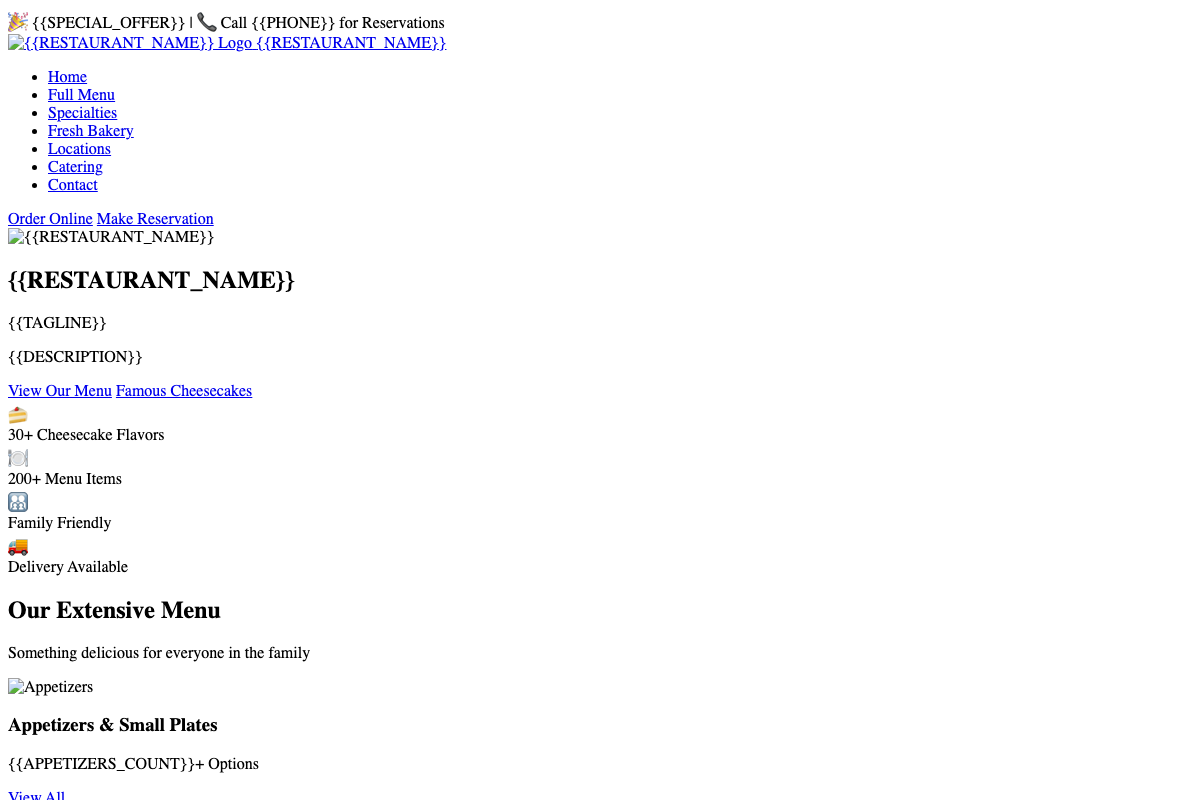 🎉 {{SPECIAL_OFFER}} | 📞 Call {{PHONE}} for Reservations
{{RESTAURANT_NAME}} Logo {{RESTAURANT_NAME}}
Home
Full Menu
Specialties
Fresh Bakery
Locations
Catering
Contact
Order Online Make Reservation
{{RESTAURANT_NAME}}
{{RESTAURANT_NAME}}
{{TAGLINE}}
{{DESCRIPTION}}
View Our Menu Famous Cheesecakes
30+ Cheesecake Flavors
200+ Menu Items
Family Friendly
Delivery Available
Our Extensive Menu
Something delicious for everyone in the family
Appetizers
Appetizers & Small Plates
{{APPETIZERS_COUNT}}+ Options
View All